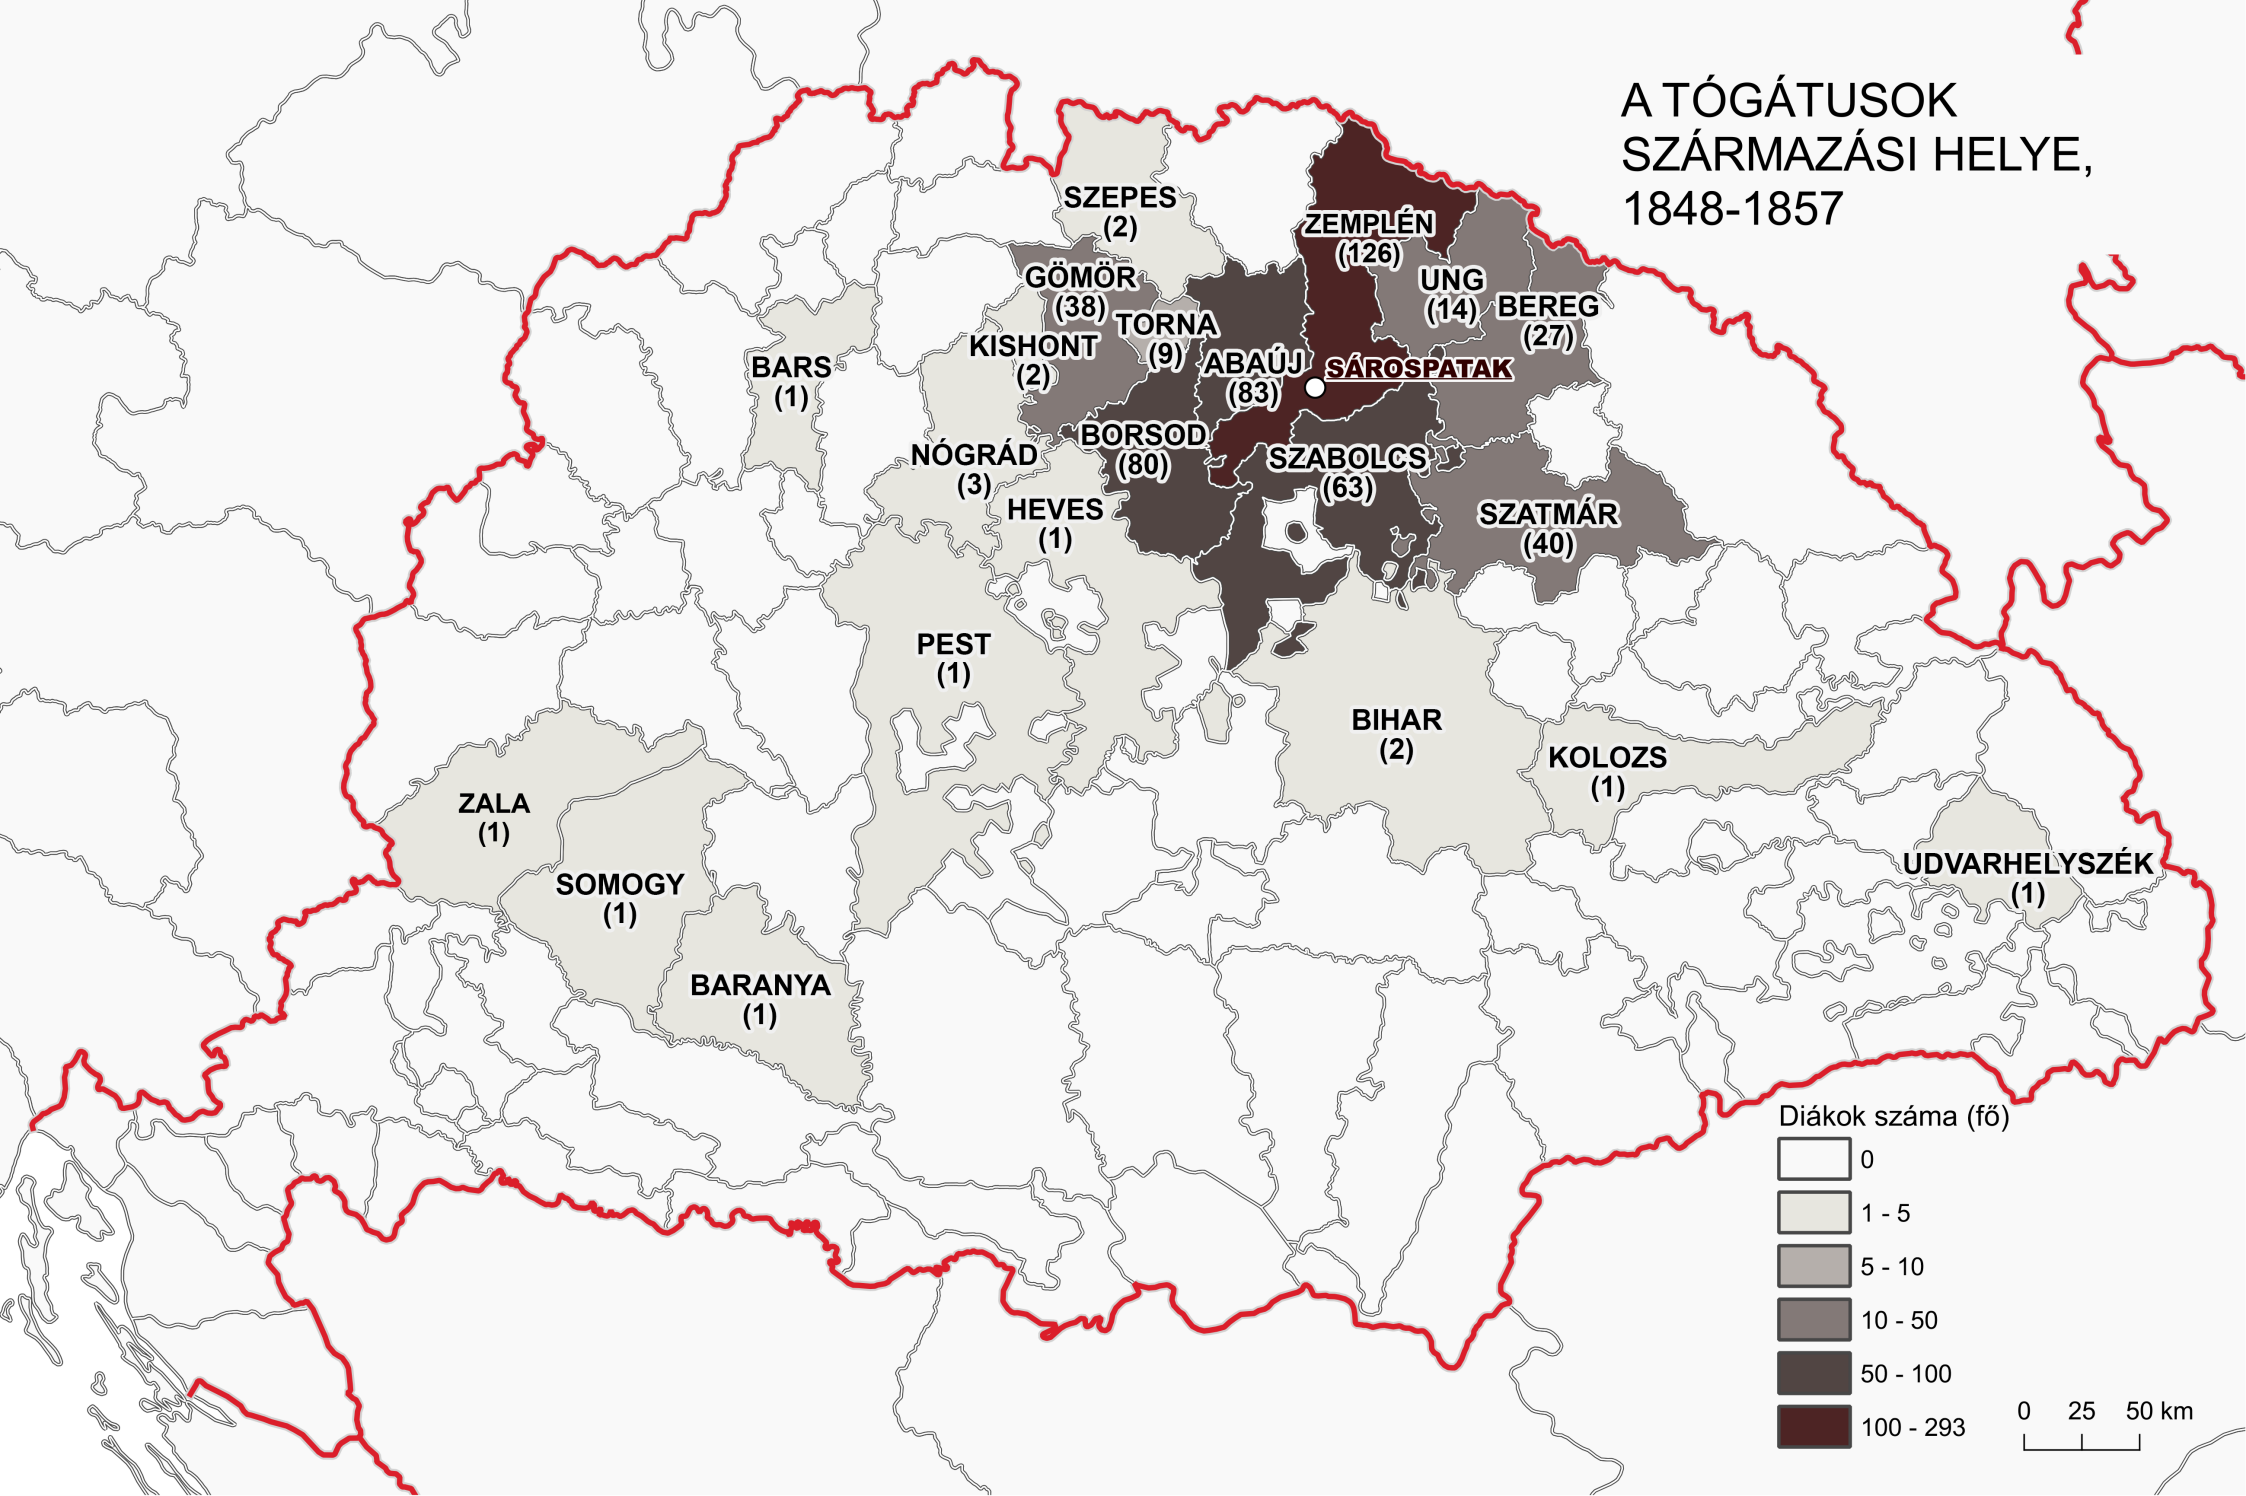 A TÓGÁTUSOK
SZÁRMAZÁSI HELYE,
1848-1857
SZEPES
(2)
ZEMPLÉN
(126)
GÖMÖR
(38)
UNG
(14)
BEREG
(27)
TORNA
(9)
KISHONT
(2)
ABAÚJ
(83)
SÁROSPATAK
BARS
(1)
BORSOD
(80)
NÓGRÁD
(3)
SZABOLCS
(63)
HEVES
(1)
SZATMÁR
(40)
PEST
(1)
BIHAR
(2)
KOLOZS
(1)
ZALA
(1)
SOMOGY
(1)
UDVARHELYSZÉK
(1)
BARANYA
(1)
Diákok száma (fő)
0
1 - 5
5 - 10
10 - 50
50 - 100
100 - 293
0 25 50 km